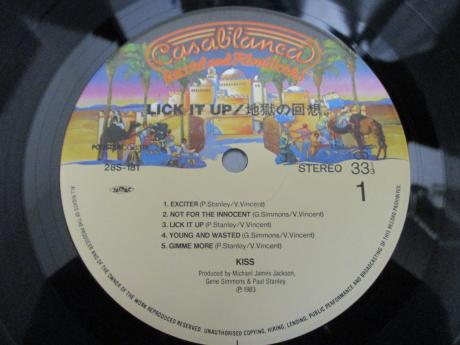 Casablanca
Record and FilmWorks
LICK IT UP/地獄の回想
28S-181
STEREO 33⅓
1
1. EXCITER (P.Stanley/V.Vincent)
2. NOT FOR THE INNOCENT (G.Simmons/V.Vincent)
3. LICK IT UP (P.Stanley/V.Vincent)
4. YOUNG AND WASTED (G.Simmons/V.Vincent)
5. GIMME MORE (P.Stanley/V.Vincent)
KISS
Produced by Michael James Jackson,
Gene Simmons & Paul Stanley
Ⓟ1983
ALL RIGHTS OF THE PRODUCER AND OF THE OWNER OF THE WORK REPRODUCED RESERVED. UNAUTHORISED COPYING, HIRING, LENDING, PUBLIC PERFORMANCE AND BROADCASTING OF THIS RECORD PROHIBITED.